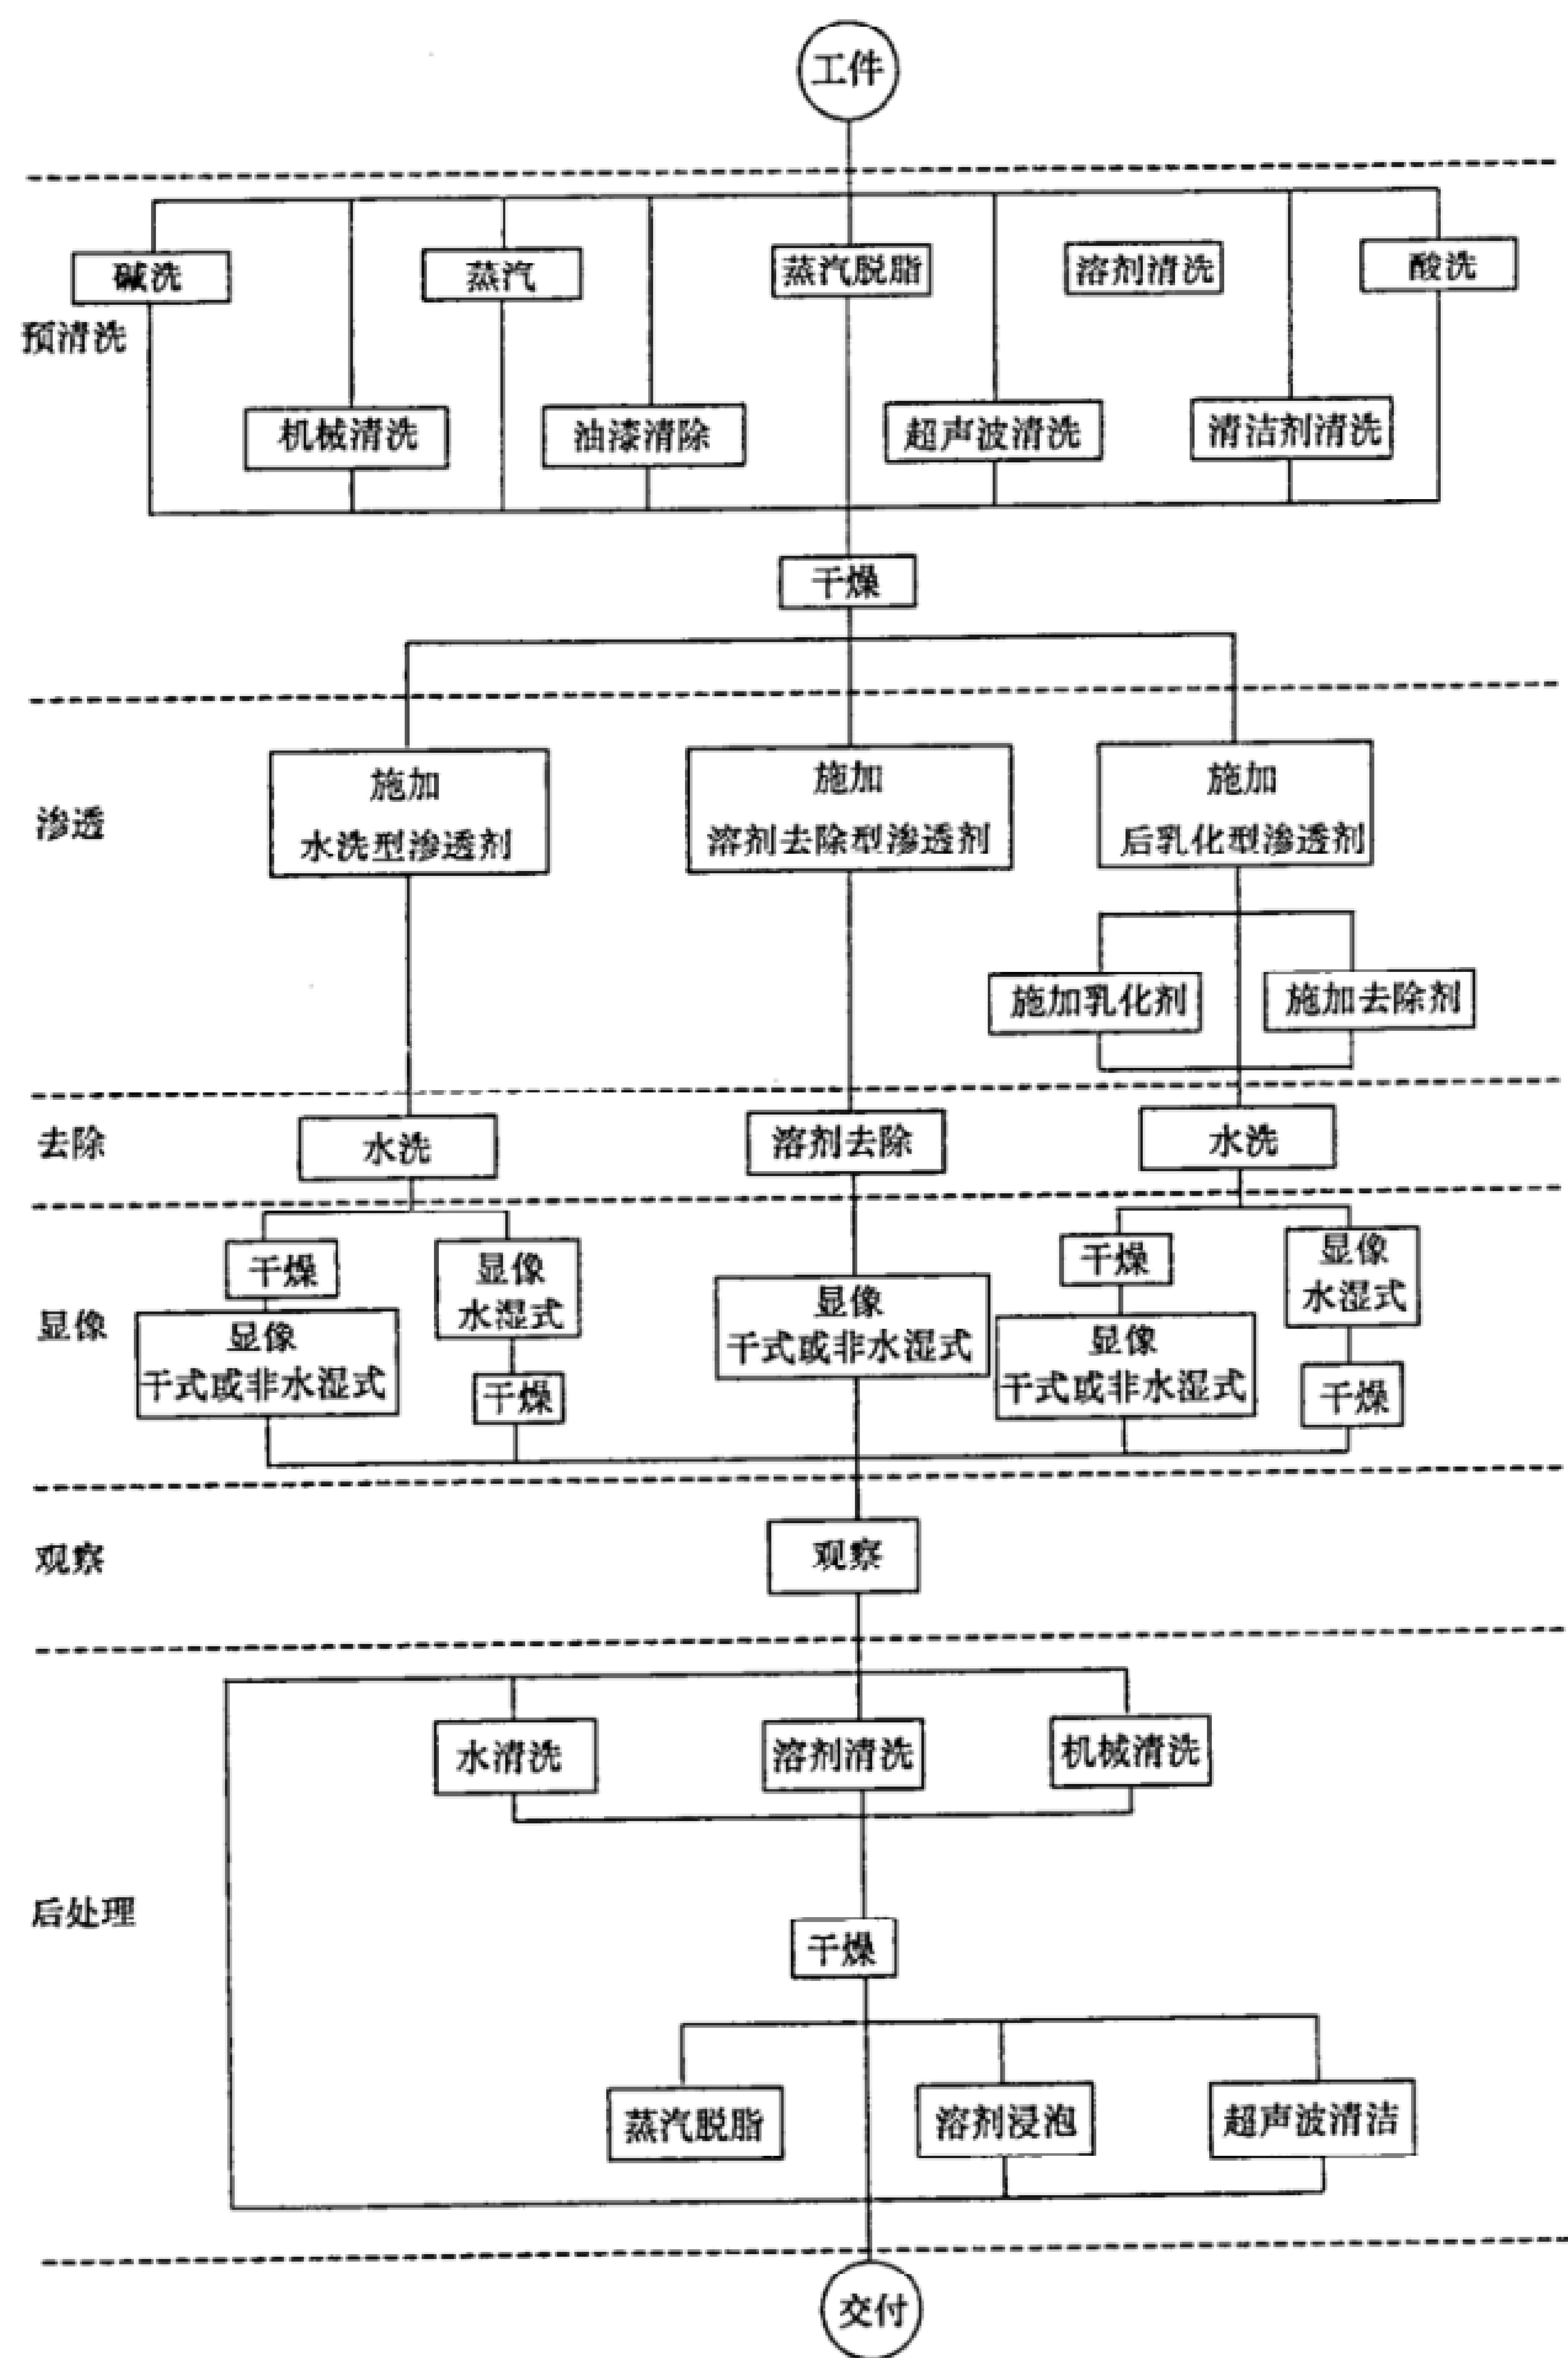 工件
碱洗
蒸汽
蒸汽脱脂
溶剂清洗
酸洗
预清洗
机械清洗
油漆清除
超声波清洗
清洁剂清洗
干燥
渗透
施加
水洗型渗透剂
施加
溶剂去除型渗透剂
施加
后乳化型渗透剂
施加乳化剂
施加去除剂
去除
水洗
溶剂去除
水洗
显像
干燥
显像
干式或非水湿式
显像
水湿式
干燥
显像
干式或非水湿式
干燥
显像
干式或非水湿式
显像
水湿式
干燥
观察
观察
水清洗
溶剂清洗
机械清洗
后处理
干燥
蒸汽脱脂
溶剂浸泡
超声波清洁
交付